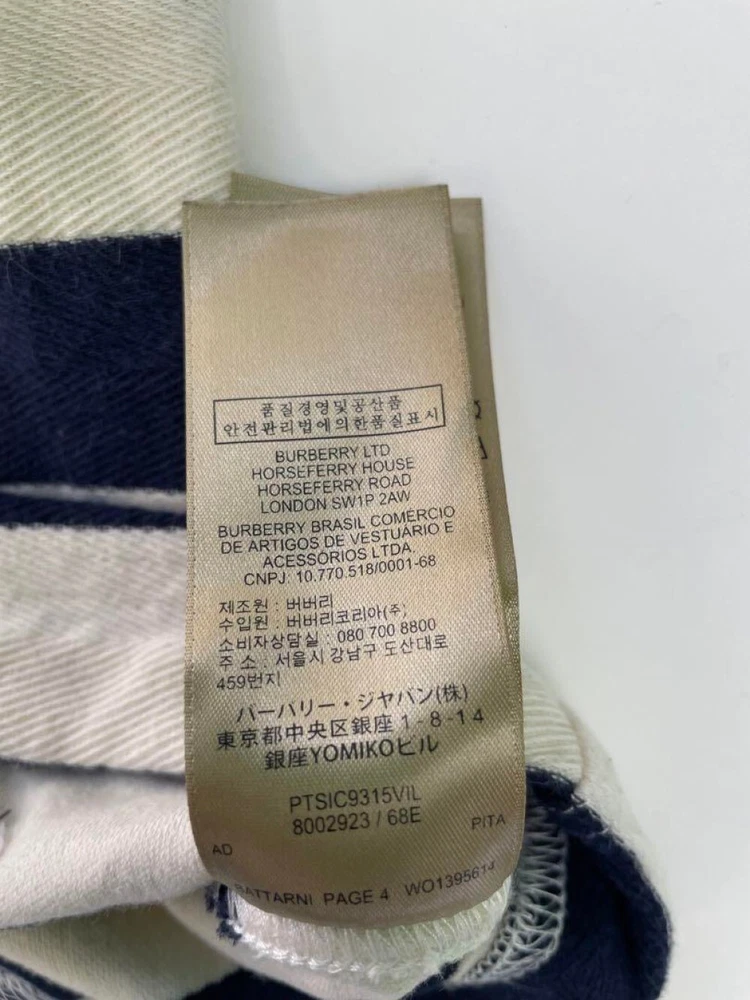 품질경영및공산품
안전관리법에의한품질표시
BURBERRY LTD
HORSEFERRY HOUSE
HORSEFERRY ROAD
LONDON SW1P 2AW
BURBERRY BRASIL COMERCIO
DE ARTIGOS DE VESTUÁRIO E
ACESSÓRIOS LTDA.
CNPJ: 10.770.518/0001-68
제조원 : 버버리
수입원 : 버버리코리아(주)
소비자상담실 : 080 700 8800
주 소 : 서울시 강남구 도산대로
459번지
バーバリー・ジャパン(株)
東京都中央区銀座1-8-14
銀座YOMIKOビル
PTSIC9315VIL
8002923 / 68E
PITA
AD
BATTARNI PAGE 4 WO1395614